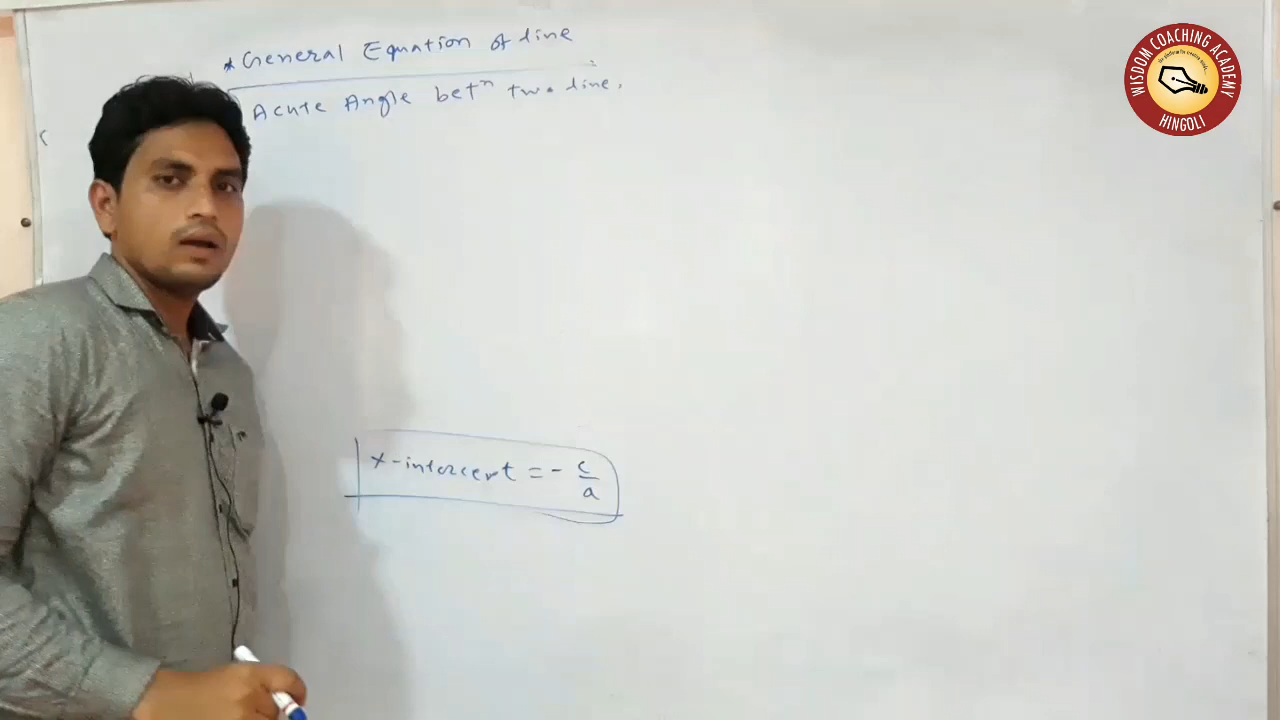 * General Equation of line
Acute Angle betⁿ two line.
x-intercept = - c/a
WISDOM COACHING ACADEMY
HINGOLI